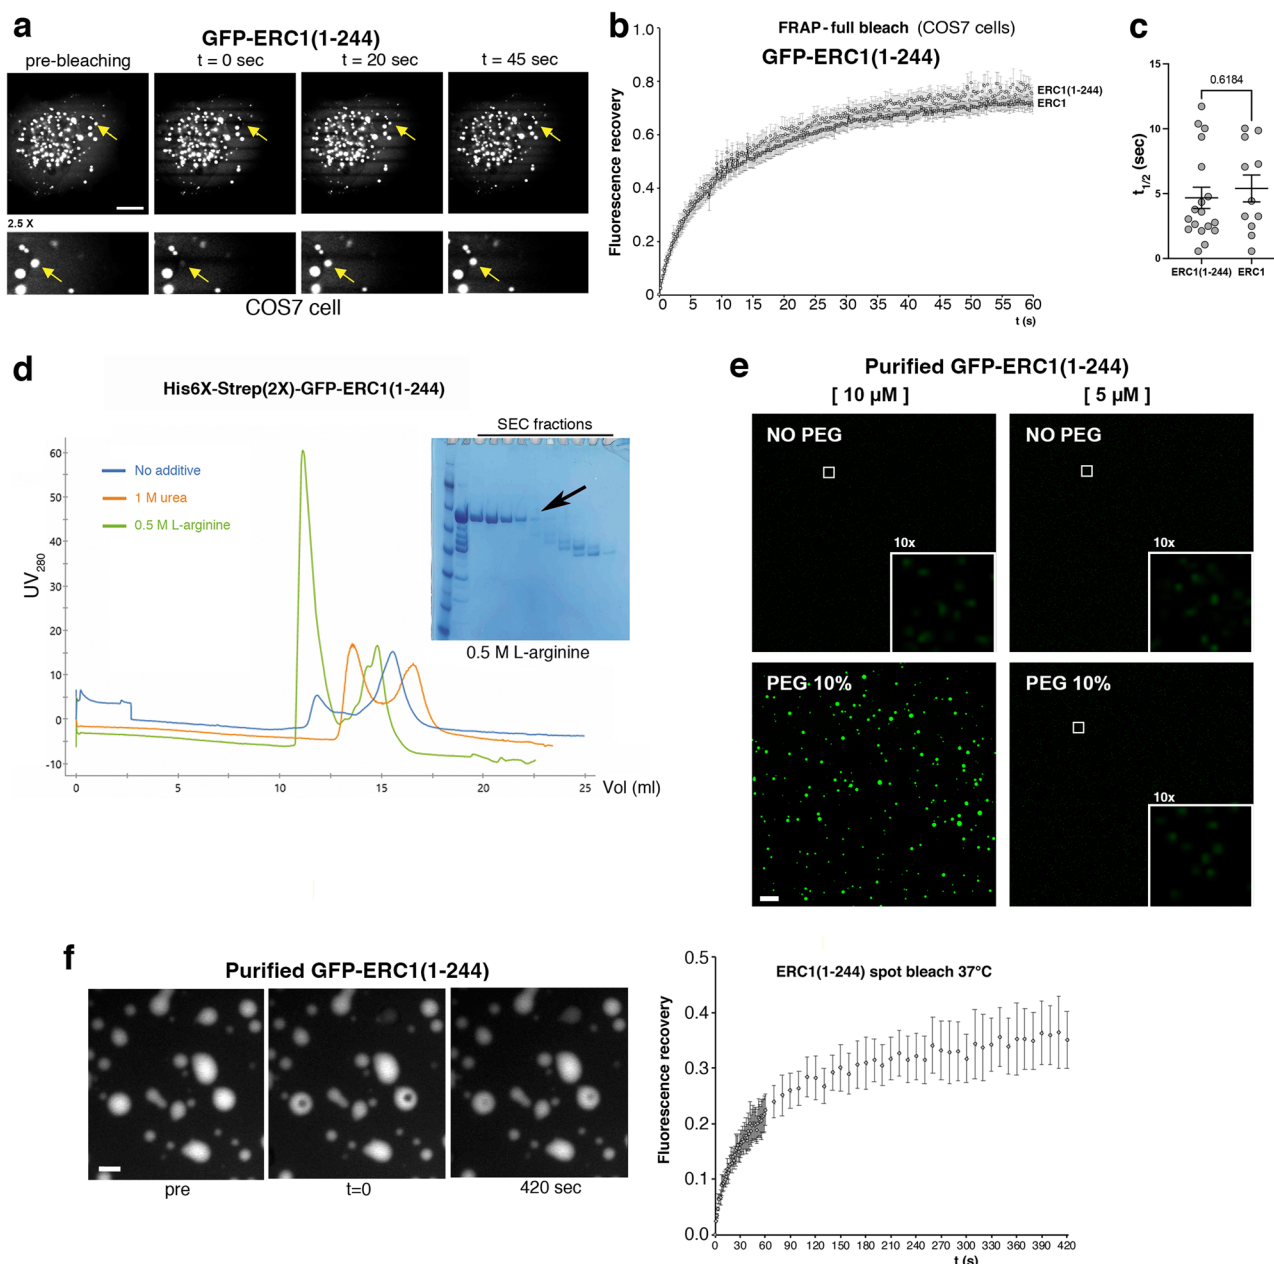 a
GFP-ERC1(1-244)
pre-bleaching
t = 0 sec
t = 20 sec
t = 45 sec
2.5 X
COS7 cell
b
FRAP - full bleach (COS7 cells)
GFP-ERC1(1-244)
Fluorescence recovery
1.0
0.8
0.6
0.4
0.2
0
ERC1(1-244)
ERC1
0 5 10 15 20 25 30 35 40 45 50 55 60
t (s)
c
t1/2 (sec)
15
10
5
0
0.6184
ERC1(1-244)
ERC1
d
His6X-Strep(2X)-GFP-ERC1(1-244)
UV280
60
50
40
30
20
10
0
-10
No additive
1 M urea
0.5 M L-arginine
SEC fractions
0.5 M L-arginine
0 5 10 15 20 25
Vol (ml)
e
Purified GFP-ERC1(1-244)
[ 10 µM ]
[ 5 µM ]
NO PEG
10x
NO PEG
10x
PEG 10%
PEG 10%
10x
f
Purified GFP-ERC1(1-244)
pre
t=0
420 sec
ERC1(1-244) spot bleach 37°C
Fluorescence recovery
0.5
0.4
0.3
0.2
0.1
0.0
0 30 60 90 120 150 180 210 240 270 300 330 360 390 420
t (s)